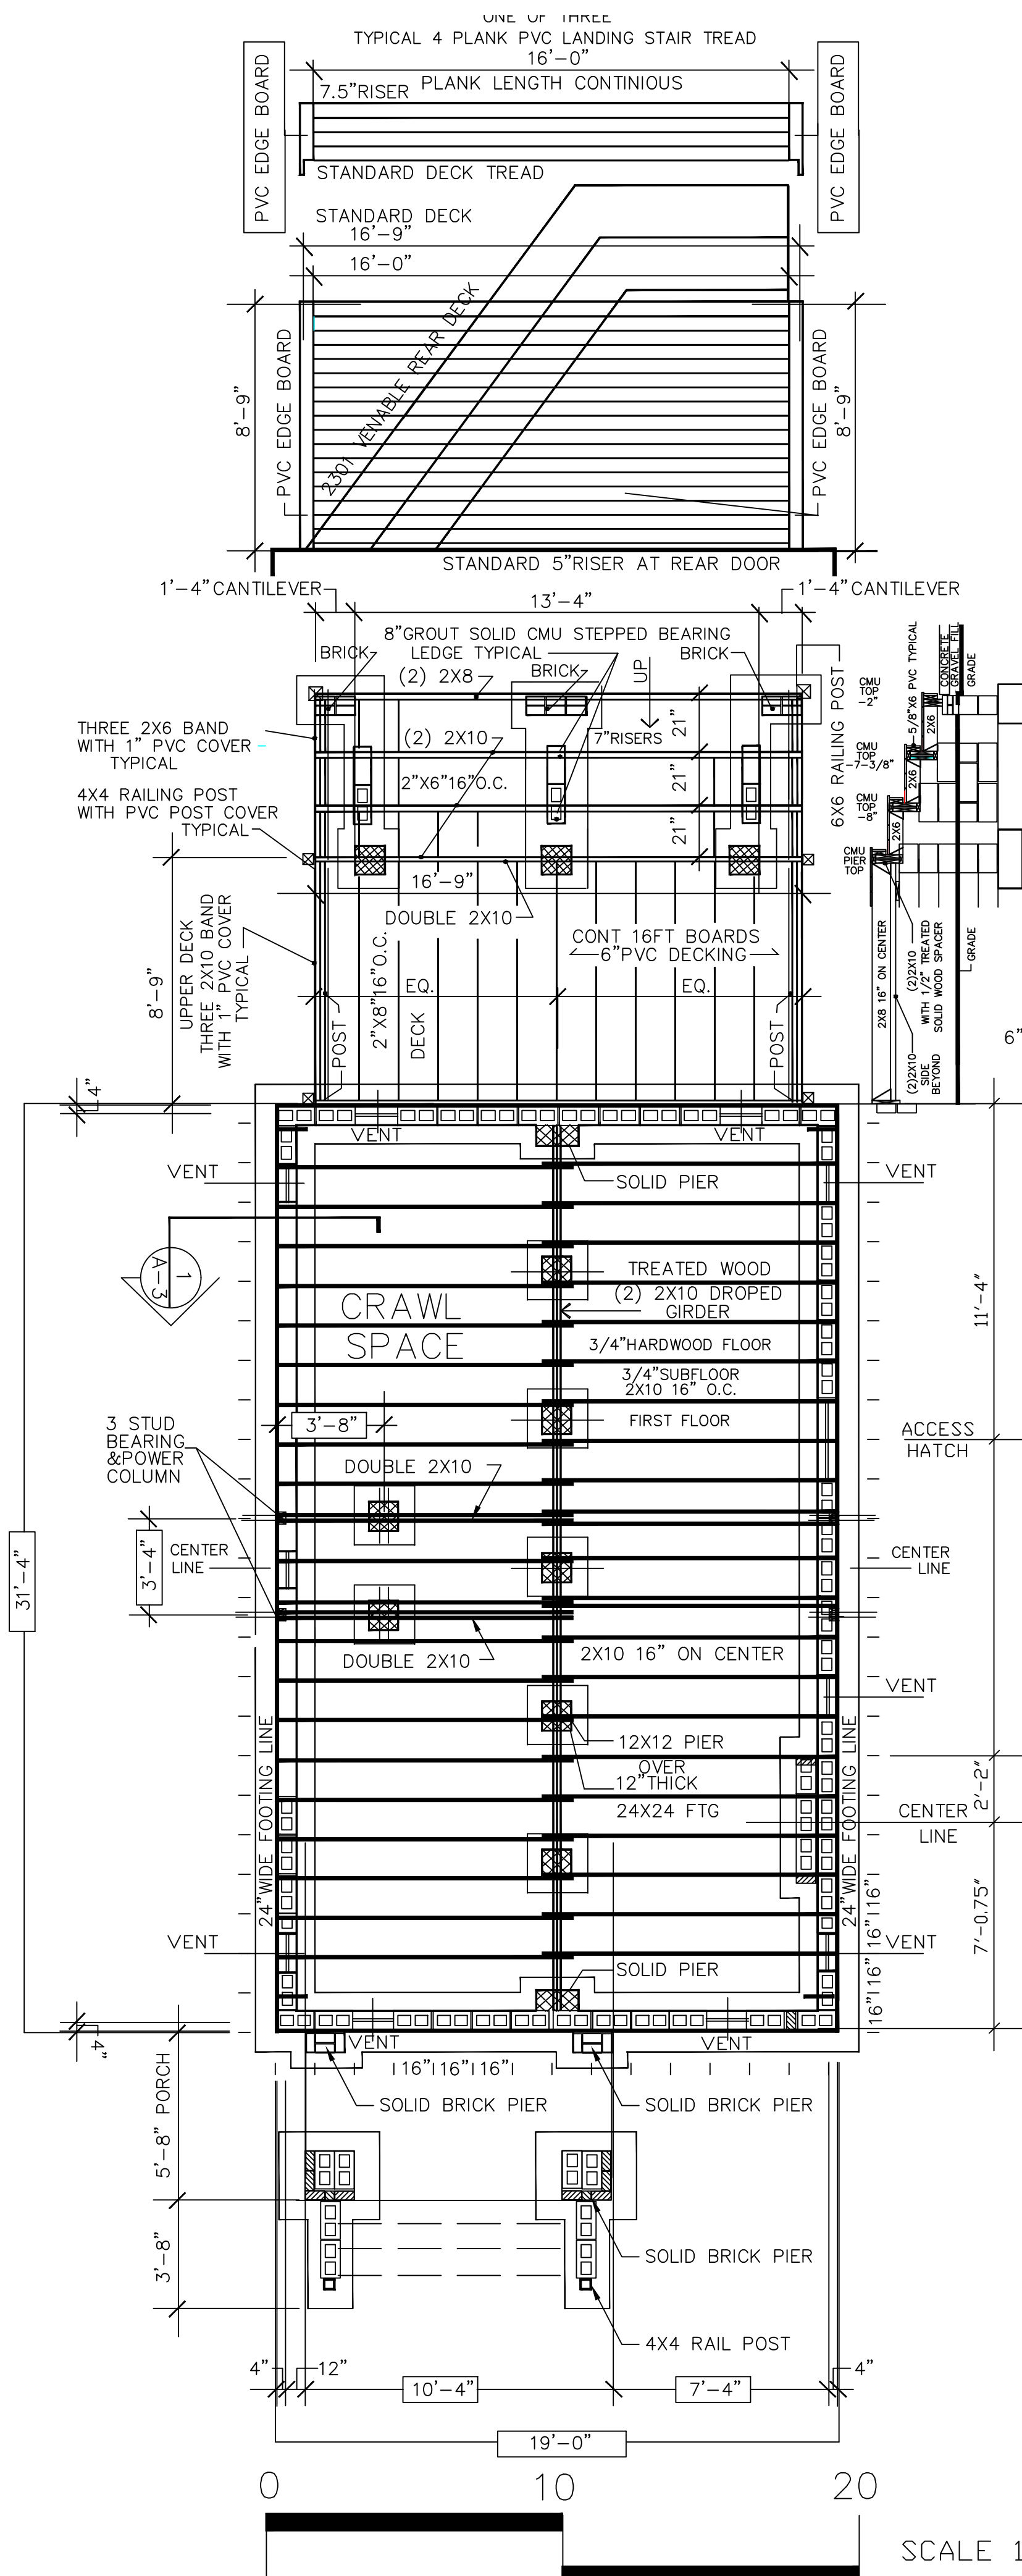 ONE OF THREE
TYPICAL 4 PLANK PVC LANDING STAIR TREAD
16'-0"
PLANK LENGTH CONTINIOUS
7.5"RISER
PVC EDGE BOARD
PVC EDGE BOARD
STANDARD DECK TREAD
STANDARD DECK
16'-9"
16'-0"
2301 VENABLE REAR DECK
8'-9"
PVC EDGE BOARD
PVC EDGE BOARD
8'-9"
STANDARD 5"RISER AT REAR DOOR
1'-4"CANTILEVER
13'-4"
1'-4"CANTILEVER
8"GROUT SOLID CMU STEPPED BEARING
LEDGE TYPICAL
BRICK
BRICK
BRICK
(2) 2X8
UP
7"RISERS
21"
21"
21"
THREE 2X6 BAND
WITH 1" PVC COVER
TYPICAL
(2) 2X10
2"X6"16"O.C.
4X4 RAILING POST
WITH PVC POST COVER
TYPICAL
6X6 RAILING POST
CMU
TOP
-2"
CMU
TOP
-7-3/8"
CMU
TOP
-8"
CMU
PIER
TOP
5/8"X6 PVC TYPICAL
CONCRETE
GRAVEL FILL
GRADE
2X6
2X6
2X6
16'-9"
DOUBLE 2X10
8'-9"
UPPER DECK
THREE 2X10 BAND
WITH 1" PVC COVER
TYPICAL
2"X8"16"O.C.
DECK
CONT 16FT BOARDS
6"PVC DECKING
EQ.
EQ.
POST
POST
2X8 16" ON CENTER
(2)2X10
WITH 1/2" TREATED
SOLID WOOD SPACER
(2)2X10
SIDE
BEYOND
GRADE
6"
4"
VENT
VENT
VENT
VENT
SOLID PIER
1
A-3
CRAWL
SPACE
TREATED WOOD
(2) 2X10 DROPED
GIRDER
3/4"HARDWOOD FLOOR
3/4"SUBFLOOR
2X10 16" O.C.
FIRST FLOOR
11'-4"
3'-8"
3 STUD
BEARING
&POWER
COLUMN
DOUBLE 2X10
ACCESS
HATCH
31'-4"
3'-4"
CENTER
LINE
CENTER
LINE
DOUBLE 2X10
2X10 16" ON CENTER
VENT
12X12 PIER
OVER
12"THICK
24X24 FTG
24"WIDE FOOTING LINE
24"WIDE FOOTING LINE
2'-2"
CENTER
LINE
7'-0.75"
16"
16"
16"
16"
VENT
VENT
SOLID PIER
4"
VENT
VENT
16"
16"
16"
5'-8" PORCH
SOLID BRICK PIER
SOLID BRICK PIER
3'-8"
SOLID BRICK PIER
4X4 RAIL POST
4"
12"
10'-4"
7'-4"
4"
19'-0"
0
10
20
SCALE 1